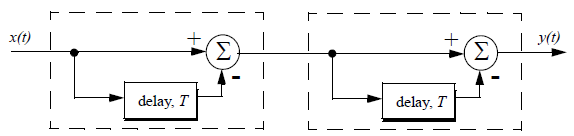 x(t) + Σ - + Σ - y(t)
delay, T delay, T